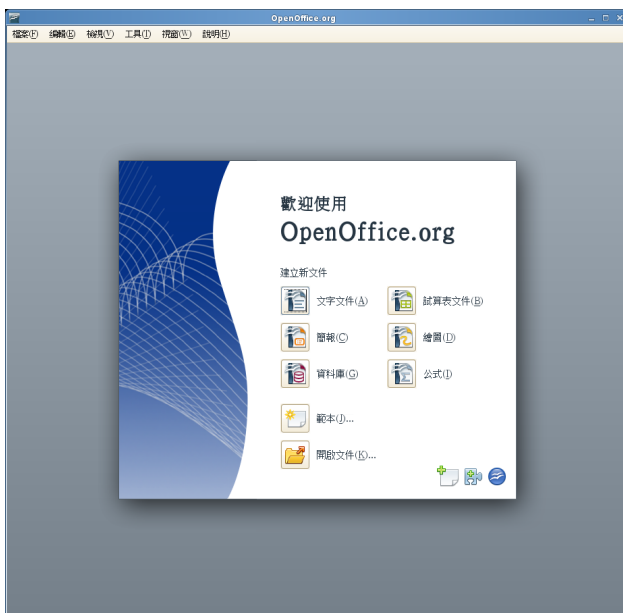 OpenOffice.org
檔案(F) 編輯(E) 檢視(V) 工具(T) 視窗(W) 說明(H)
歡迎使用
OpenOffice.org
建立新文件
文字文件(A) 試算表文件(B)
簡報(C) 繪圖(D)
資料庫(G) 公式(I)
範本(J)...
開啟文件(K)...